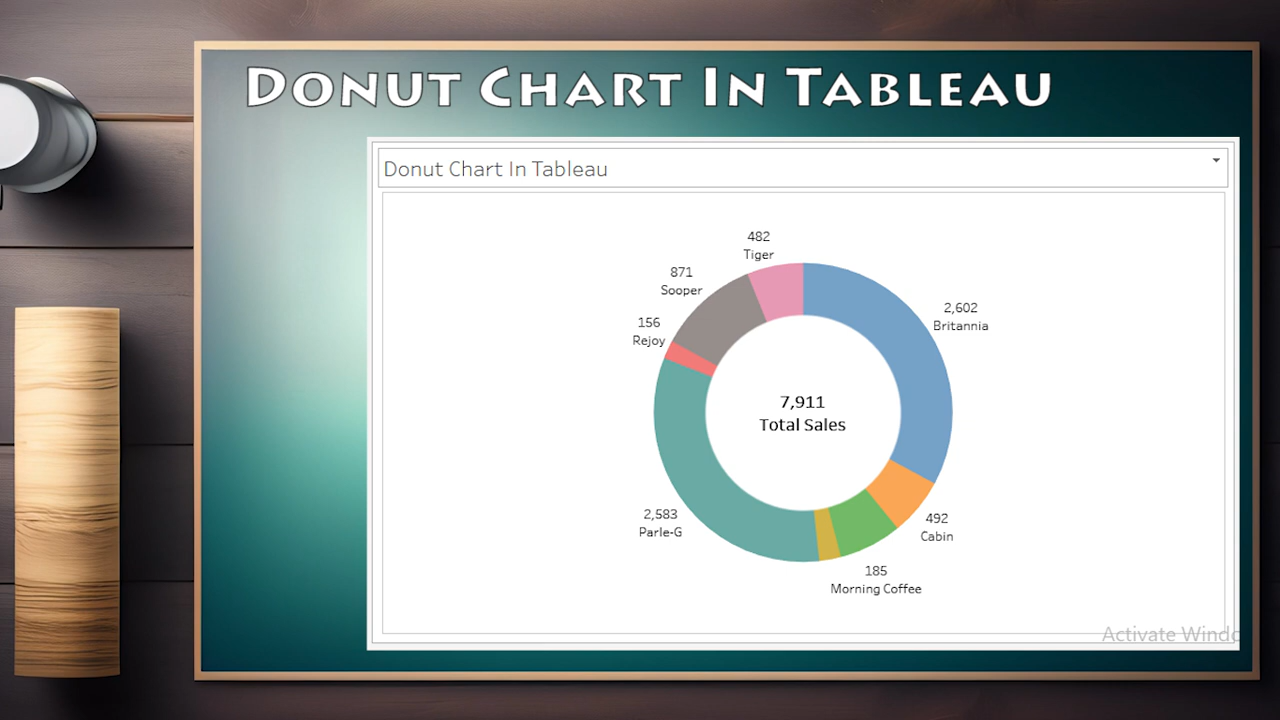 DONUT CHART IN TABLEAU
Donut Chart In Tableau
482
Tiger
871
Sooper
156
Rejoy
2,602
Britannia
7,911
Total Sales
2,583
Parle-G
492
Cabin
185
Morning Coffee
Activate Windo